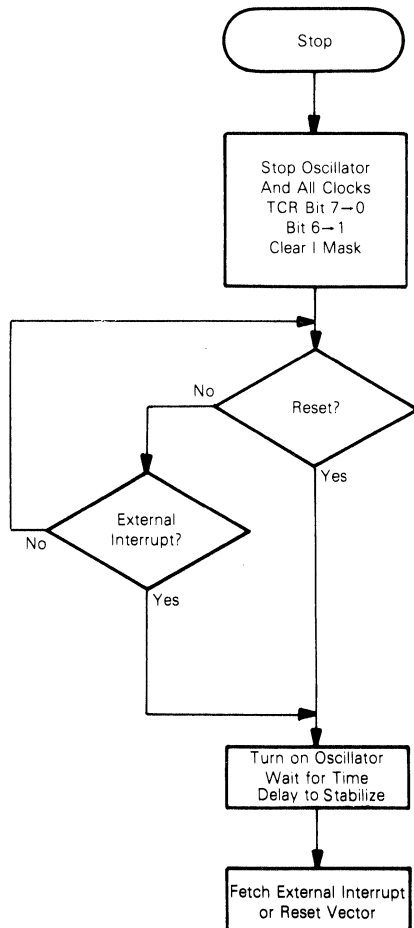 Stop
Stop Oscillator
And All Clocks
TCR Bit 7→0
Bit 6→1
Clear I Mask
No
Reset?
Yes
External
Interrupt?
No
Yes
Turn on Oscillator
Wait for Time
Delay to Stabilize
Fetch External Interrupt
or Reset Vector